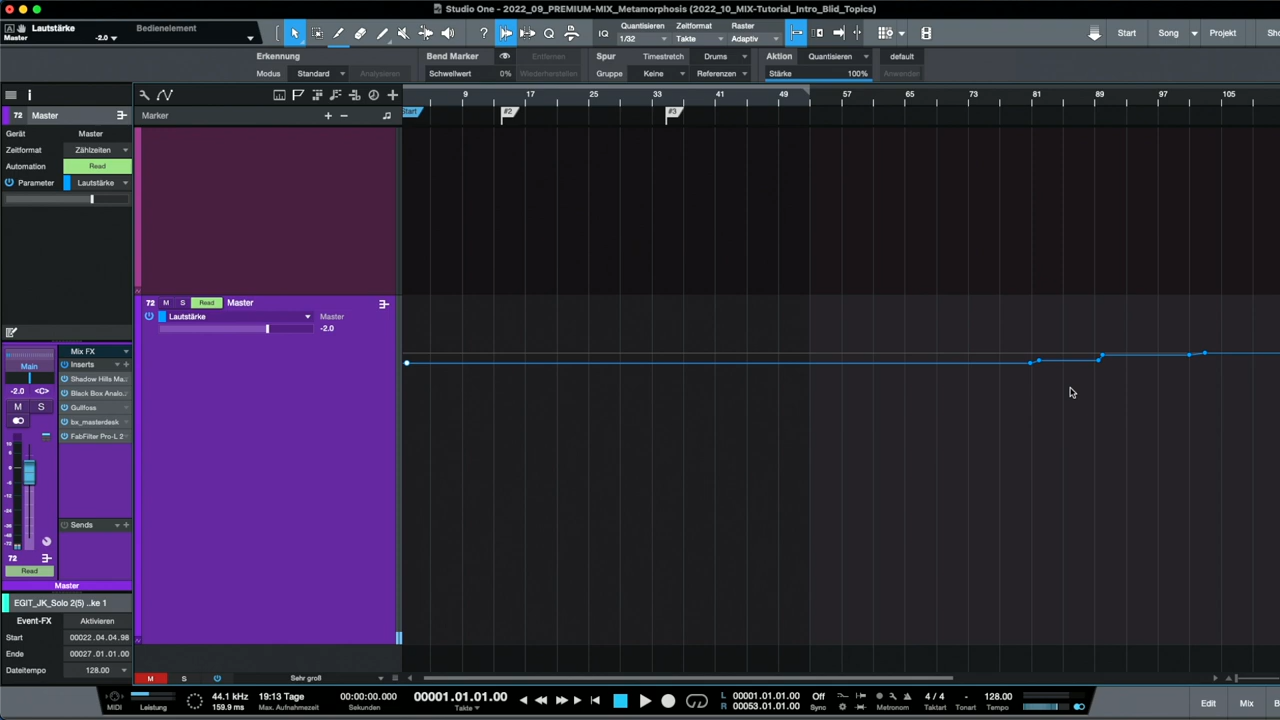 Studio One - 2022_09_PREMIUM-MIX_Metamorphosis (2022_10_MIX-Tutorial_Intro_Blid_Topics)
Lautstärke
Master
-2.0
Bedienelement
IQ
Quantisieren
1/32
Zeitformat
Takte
Raster
Adaptiv
Start
Song
Projekt
Erkennung
Modus
Standard
Analysieren
Bend Marker
Schwellwert
0%
Entfernen
Wiederherstellen
Spur
Gruppe
Timestretch
Keine
Drums
Referenzen
Aktion
Quantisieren
Stärke
100%
default
Anwenden
72 Master
Gerät Master
Zeitformat Zählzeiten
Automation Read
Parameter Lautstärke
Marker
9 17 25 33 41 49 57 65 73 81 89 97 105
#2 #3
72 M S Read Master
Lautstärke Master
-2.0
Mix FX
Main
Inserts
-2.0 <C>
M S
Shadow Hills Ma..
Black Box Analo..
Gullfoss
bx_masterdesk
FabFilter Pro-L 2
Sends
72
Read
Master
EGIT_JK_Solo 2(5) ..ke 1
Event-FX Aktivieren
Start 00022.04.04.98
Ende 00027.01.01.00
Dateitempo 128.00
M S Sehr groß
MIDI
Leistung
44.1 kHz
159.9 ms
19:13 Tage
Max. Aufnahmezeit
00:00:00.000
Sekunden
00001.01.01.00
Takte
L 00001.01.01.00
R 00053.01.01.00
Off
Sync
Metronom
4 / 4
Taktart
-
Tonart
128.00
Tempo
Edit
Mix